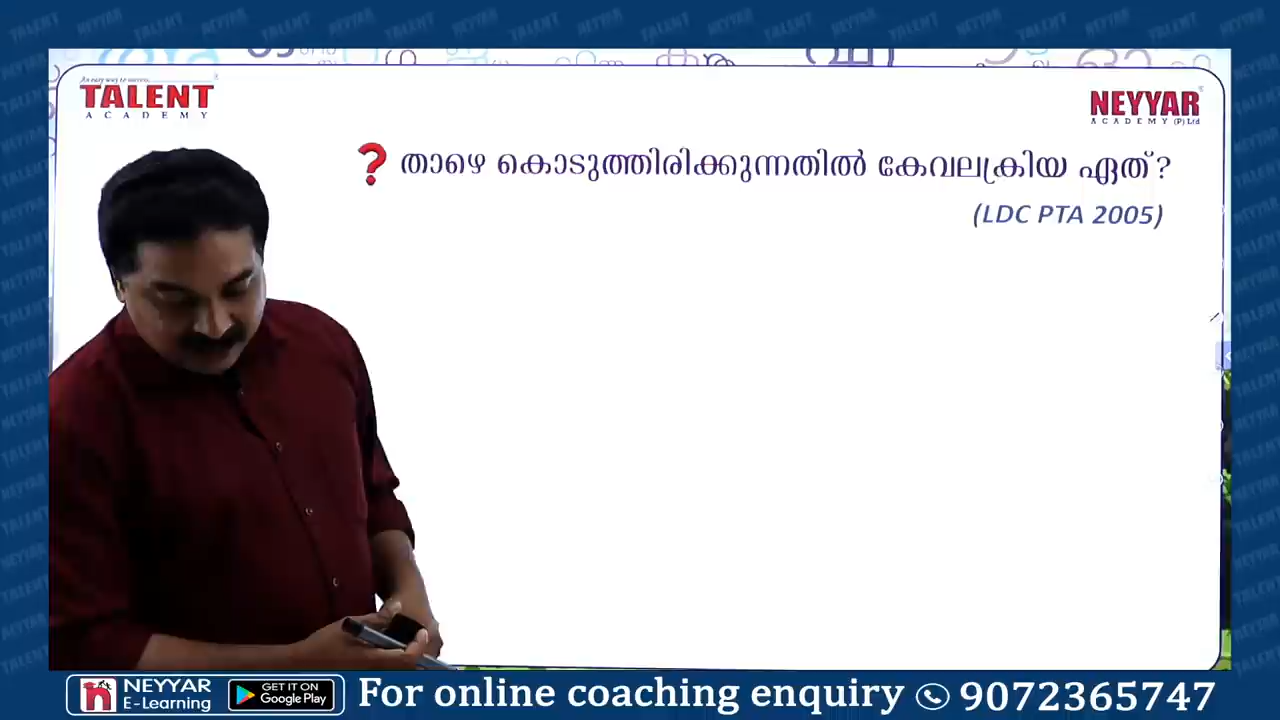 An easy way to success
TALENT
ACADEMY
NEYYAR
ACADEMY (P) Ltd
? താഴെ കൊടുത്തിരിക്കുന്നതിൽ കേവലക്രിയ ഏത്?
(LDC PTA 2005)
NEYYAR
E-Learning
GET IT ON
Google Play
For online coaching enquiry 9072365747